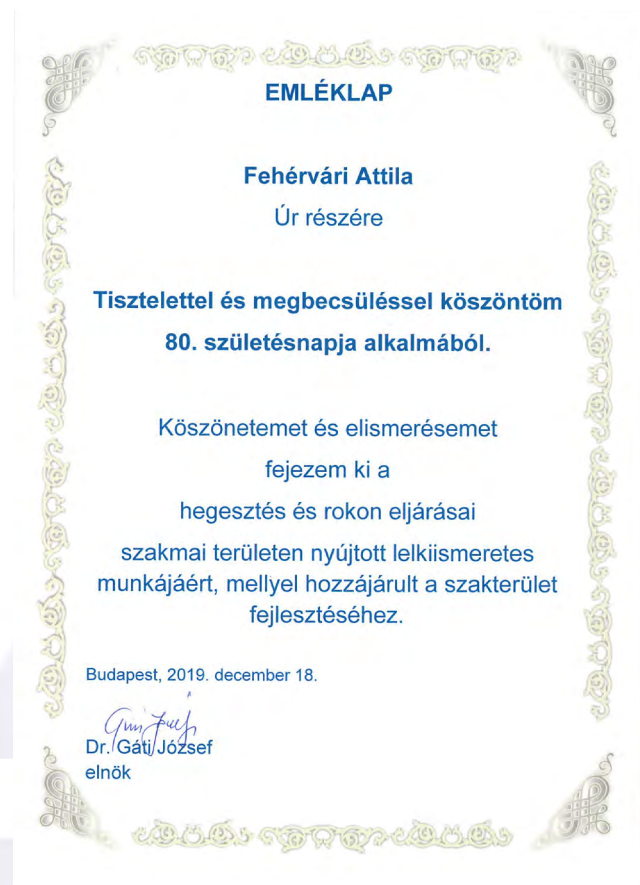 EMLÉKLAP
Fehérvári Attila
Úr részére
Tisztelettel és megbecsüléssel köszöntöm
80. születésnapja alkalmából.
Köszönetemet és elismerésemet
fejezem ki a
hegesztés és rokon eljárásai
szakmai területen nyújtott lelkiismeretes
munkájáért, mellyel hozzájárult a szakterület
fejlesztéséhez.
Budapest, 2019. december 18.
Dr. Gáti József
elnök